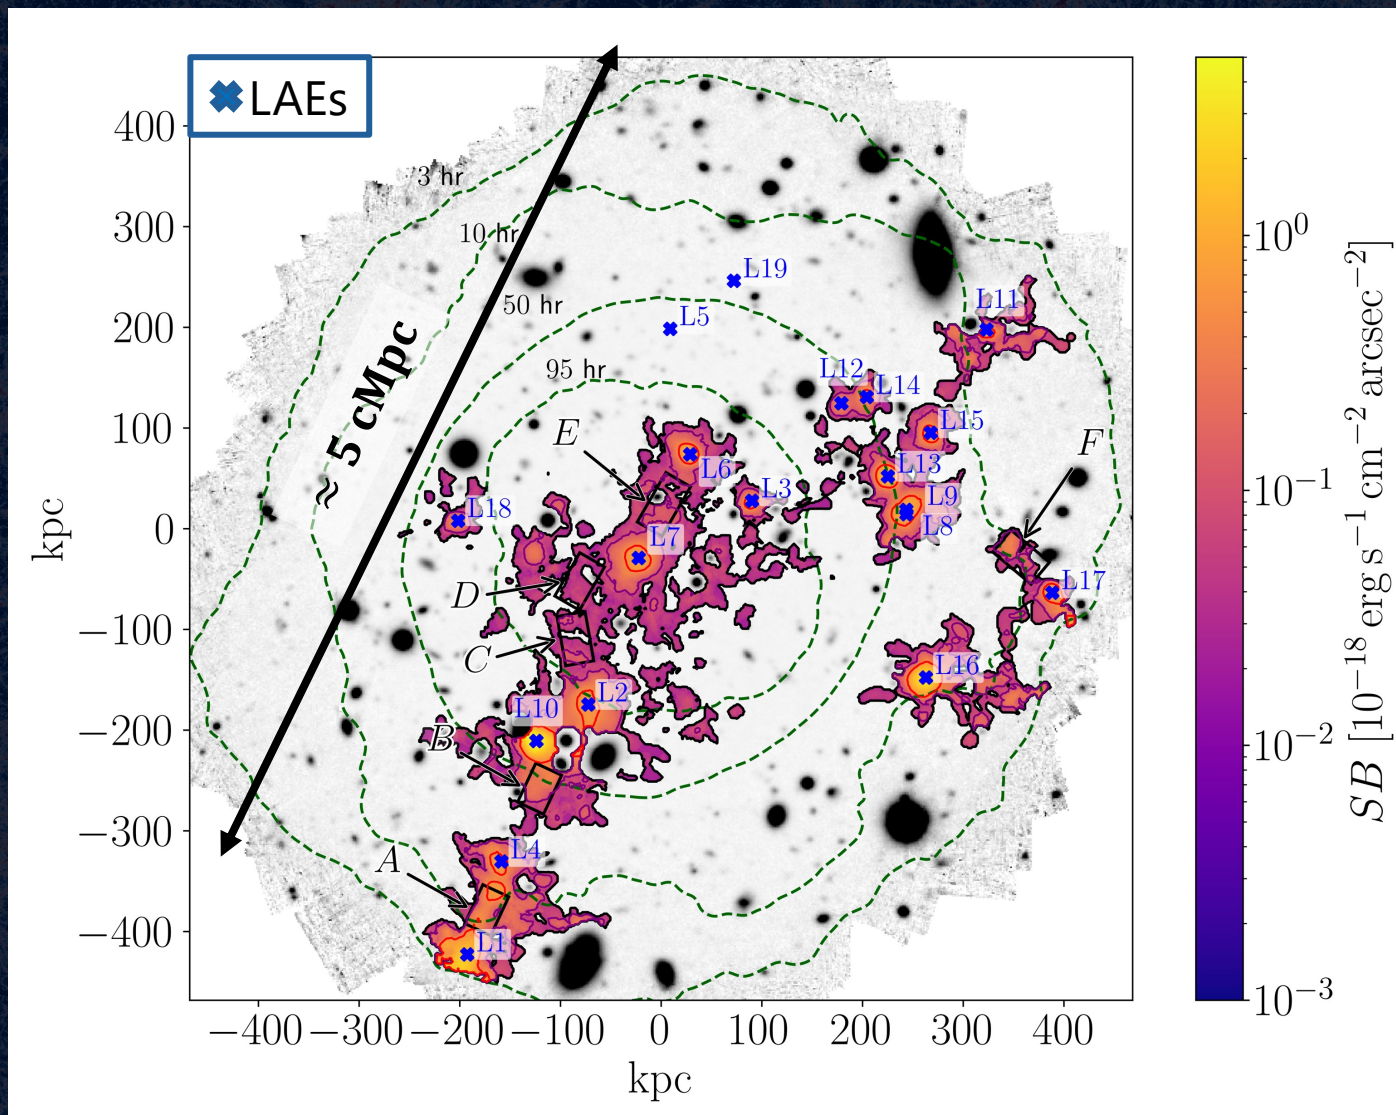 LAEs
≈ 5 cMpc
3 hr
10 hr
50 hr
95 hr
L19
L5
L11
L12
L14
L15
L13
L9
L8
L6
L3
L7
L18
L17
L16
L2
L10
L4
L1
E
F
D
C
B
A
400
300
200
100
0
−100
−200
−300
−400
kpc
−400 −300 −200 −100 0 100 200 300 400
kpc
10⁰
10⁻¹
10⁻²
10⁻³
SB [10⁻¹⁸ erg s⁻¹ cm⁻² arcsec⁻²]